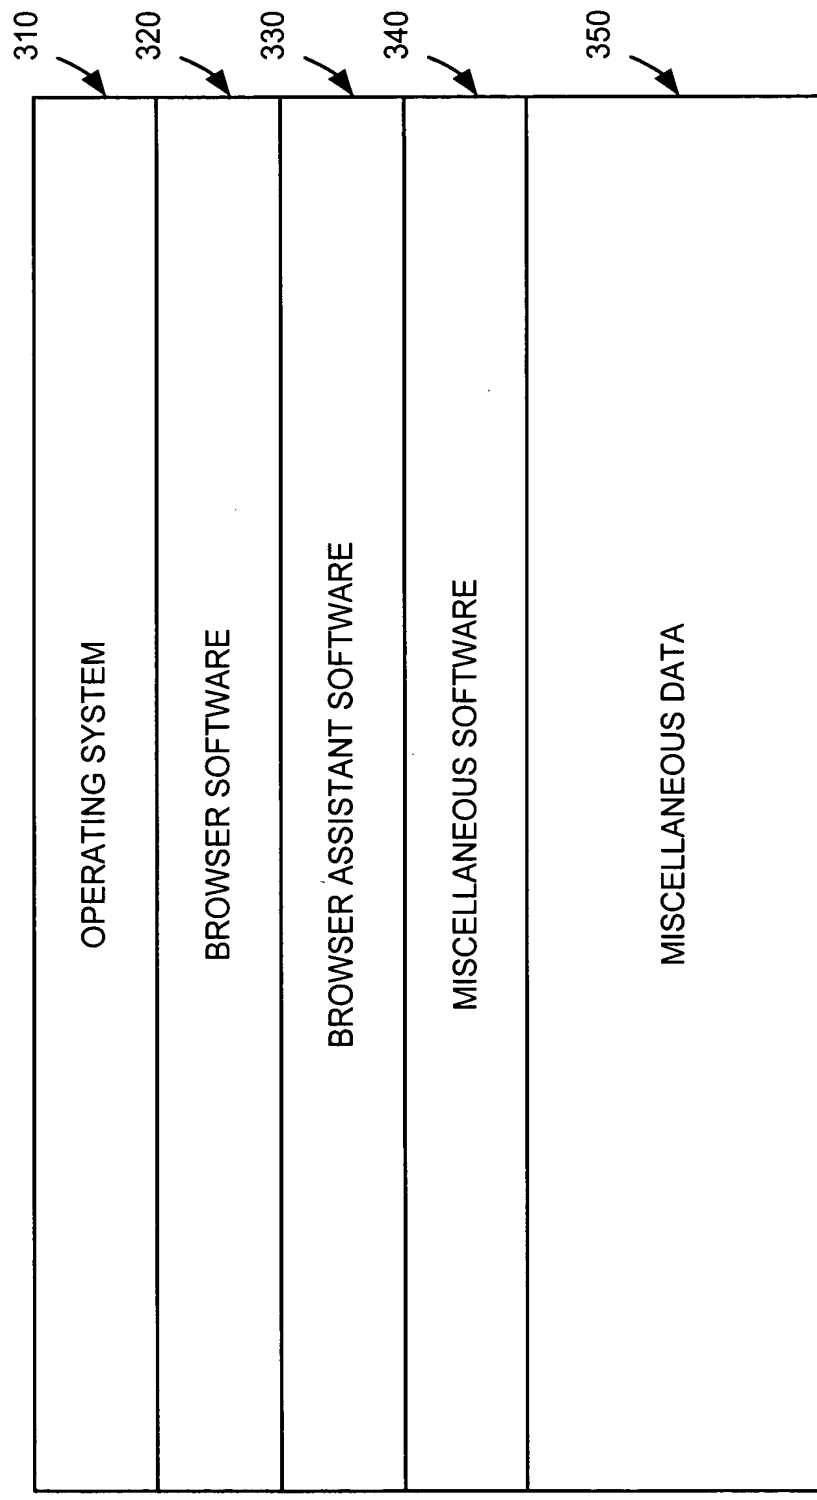 310
OPERATING SYSTEM
320
BROWSER SOFTWARE
330
BROWSER ASSISTANT SOFTWARE
340
MISCELLANEOUS SOFTWARE
350
MISCELLANEOUS DATA